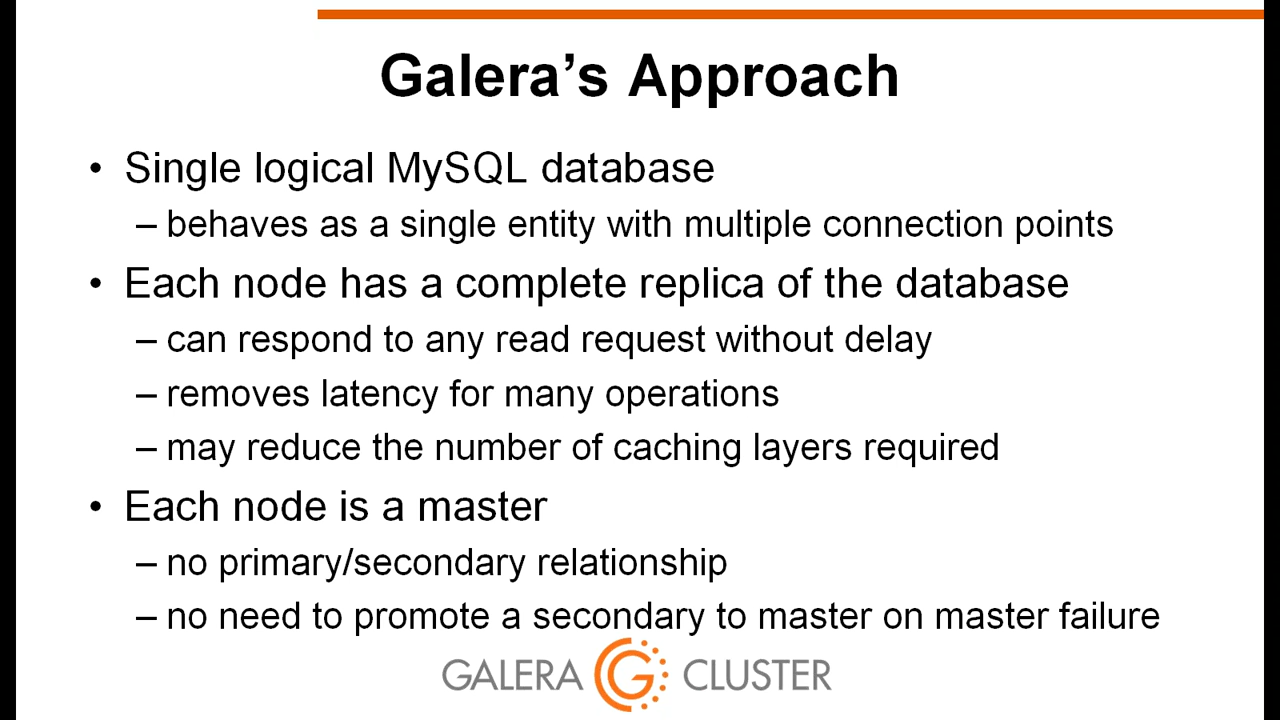 Galera’s Approach
• Single logical MySQL database
– behaves as a single entity with multiple connection points
• Each node has a complete replica of the database
– can respond to any read request without delay
– removes latency for many operations
– may reduce the number of caching layers required
• Each node is a master
– no primary/secondary relationship
– no need to promote a secondary to master on master failure
GALERA CLUSTER